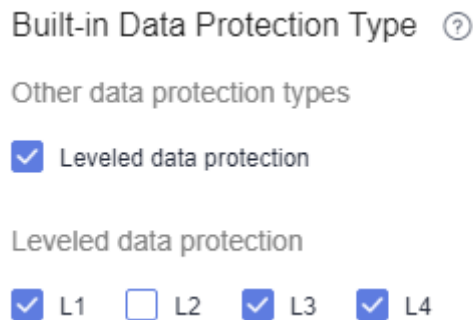 Built-in Data Protection Type ?
Other data protection types
Leveled data protection
Leveled data protection
L1 L2 L3 L4